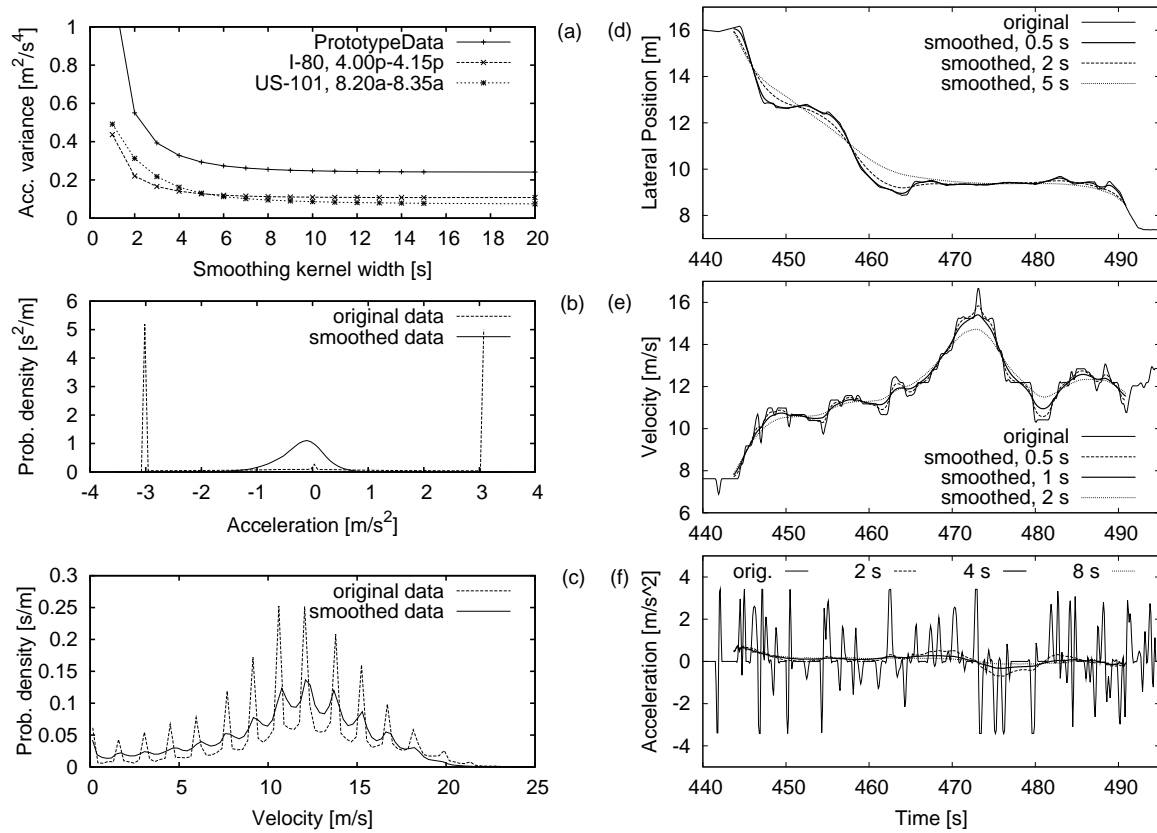 (a)
Acc. variance [m²/s⁴]
1
0.8
0.6
0.4
0.2
0
PrototypeData
I-80, 4.00p-4.15p
US-101, 8.20a-8.35a
0 2 4 6 8 10 12 14 16 18 20
Smoothing kernel width [s]
(b)
Prob. density [s²/m]
6
5
4
3
2
1
0
original data
smoothed data
-4 -3 -2 -1 0 1 2 3 4
Acceleration [m/s²]
(c)
Prob. density [s/m]
0.3
0.25
0.2
0.15
0.1
0.05
0
original data
smoothed data
0 5 10 15 20 25
Velocity [m/s]
(d)
Lateral Position [m]
16
14
12
10
8
original
smoothed, 0.5 s
smoothed, 2 s
smoothed, 5 s
440 450 460 470 480 490
(e)
Velocity [m/s]
16
14
12
10
8
6
original
smoothed, 0.5 s
smoothed, 1 s
smoothed, 2 s
440 450 460 470 480 490
(f)
Acceleration [m/s^2]
4
2
0
-2
-4
orig. 2 s 4 s 8 s
440 450 460 470 480 490
Time [s]